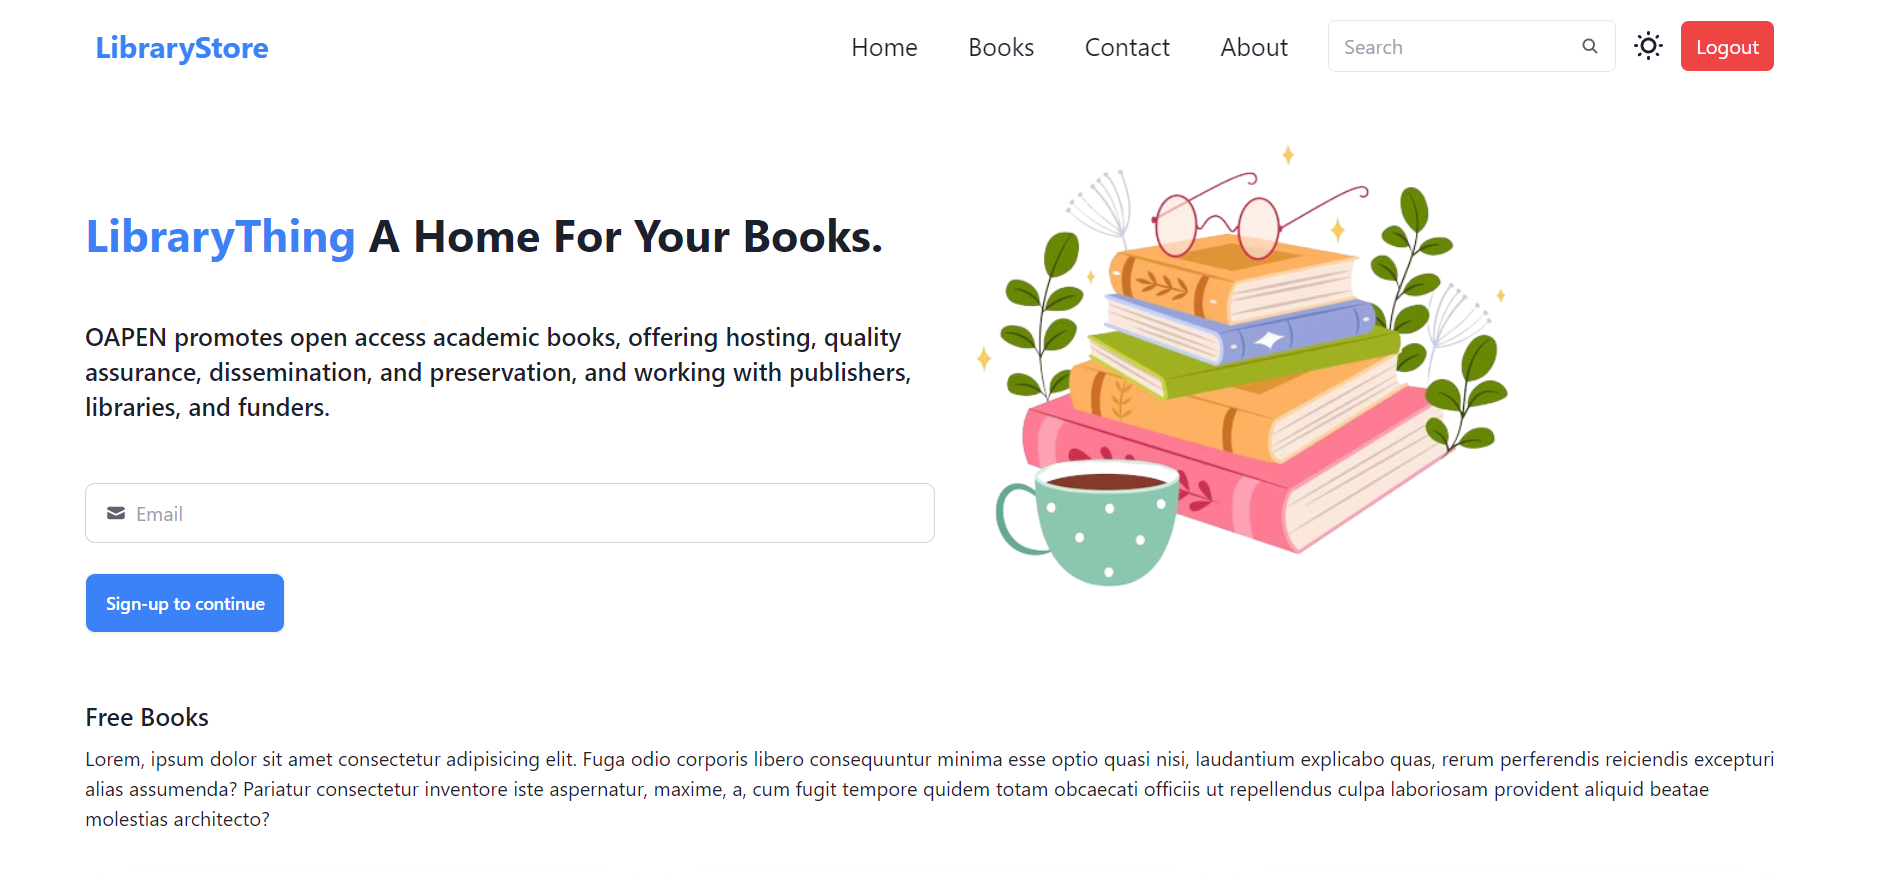 LibraryStore
Home
Books
Contact
About
Search
Logout
LibraryThing A Home For Your Books.
OAPEN promotes open access academic books, offering hosting, quality
assurance, dissemination, and preservation, and working with publishers,
libraries, and funders.
Email
Sign-up to continue
Free Books
Lorem, ipsum dolor sit amet consectetur adipisicing elit. Fuga odio corporis libero consequuntur minima esse optio quasi nisi, laudantium explicabo quas, rerum perferendis reiciendis excepturi
alias assumenda? Pariatur consectetur inventore iste aspernatur, maxime, a, cum fugit tempore quidem totam obcaecati officiis ut repellendus culpa laboriosam provident aliquid beatae
molestias architecto?